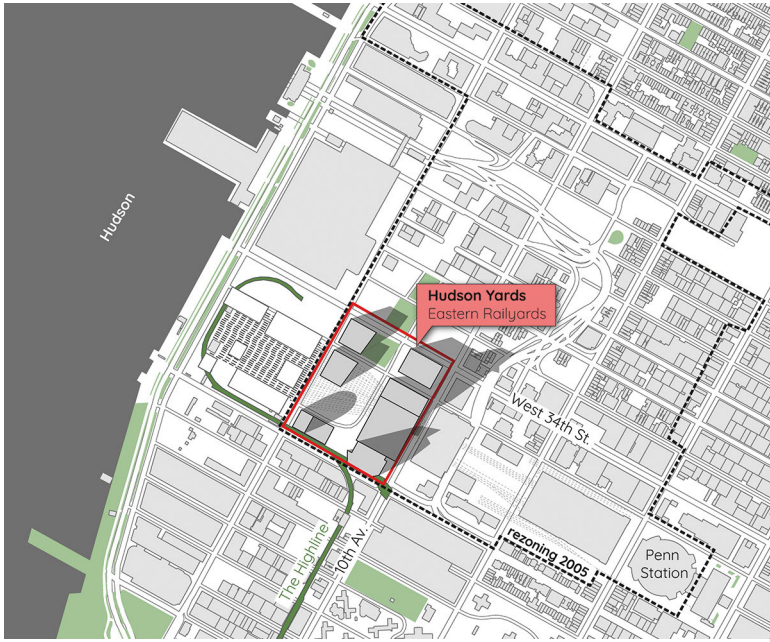 Hudson
Hudson Yards
Eastern Railyards
West 34th St.
rezoning 2005
Penn
Station
The Highline
10th Av.